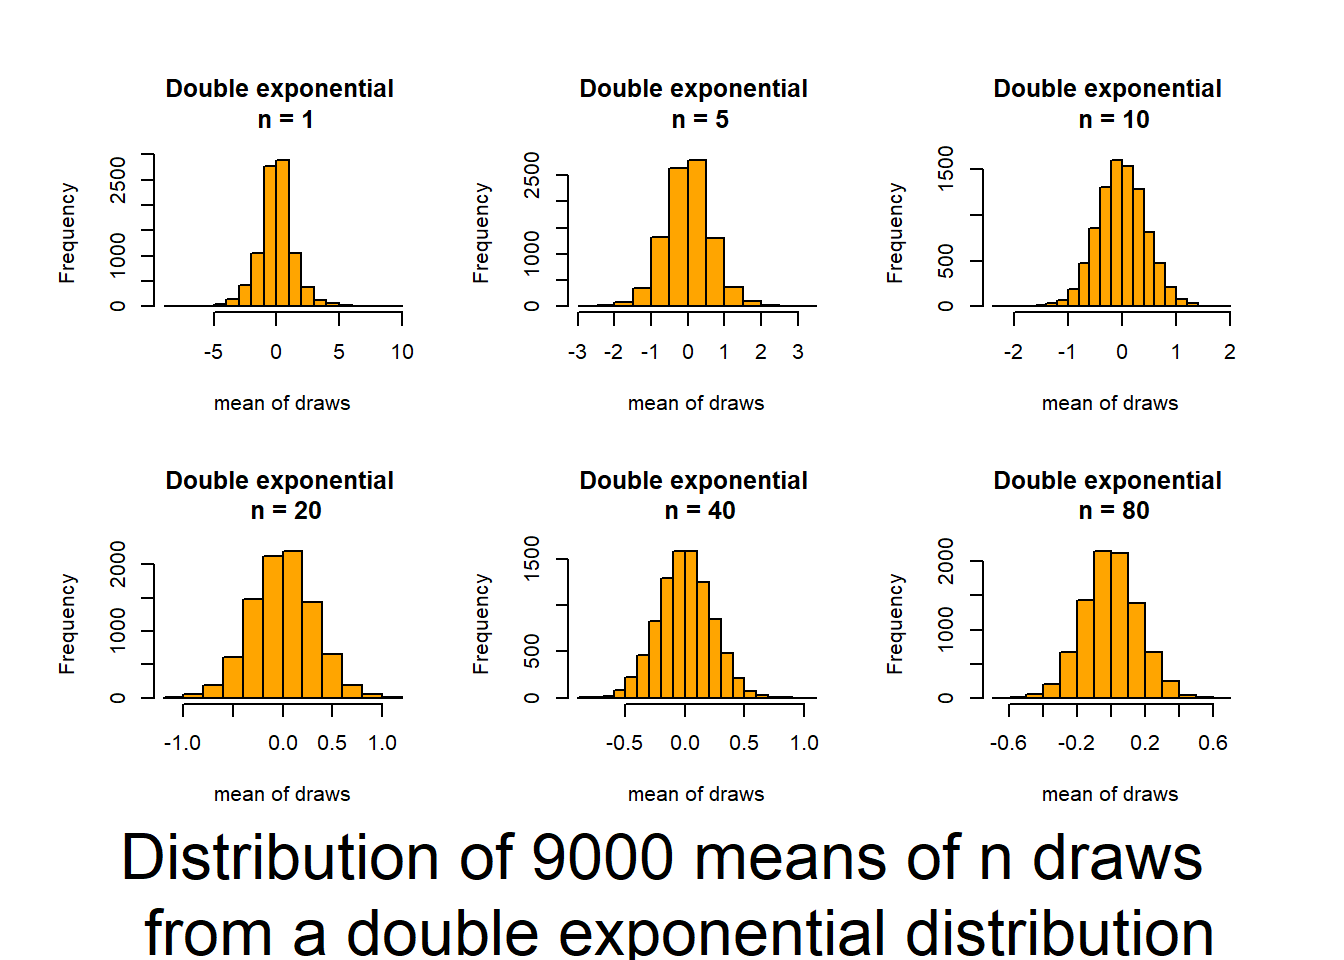 Double exponential
n = 1
Frequency
0 1000 2500
-5 0 5 10
mean of draws
Double exponential
n = 5
Frequency
0 1000 2500
-3 -2 -1 0 1 2 3
mean of draws
Double exponential
n = 10
Frequency
0 500 1500
-2 -1 0 1 2
mean of draws
Double exponential
n = 20
Frequency
0 1000 2000
-1.0 0.0 0.5 1.0
mean of draws
Double exponential
n = 40
Frequency
0 500 1500
-0.5 0.0 0.5 1.0
mean of draws
Double exponential
n = 80
Frequency
0 1000 2000
-0.6 -0.2 0.2 0.6
mean of draws
Distribution of 9000 means of n draws
from a double exponential distribution